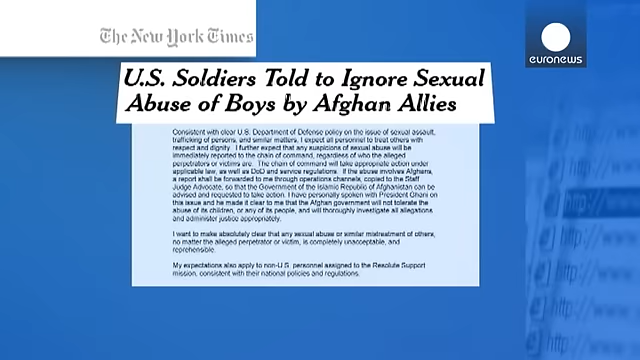 The New York Times
euronews
U.S. Soldiers Told to Ignore Sexual
Abuse of Boys by Afghan Allies
Consistent with clear U.S. Department of Defense policy on the issue of sexual assault,
trafficking of persons, and similar matters, I expect all personnel to treat others with
respect and dignity. I further expect that any suspicions of sexual abuse will be
immediately reported to the chain of command, regardless of who the alleged
perpetrators or victims are. The chain of command will take appropriate action under
applicable law, as well as DoD and service regulations. If the abuse involves Afghans,
a report shall be forwarded to me through operations channels, copied to the Staff
Judge Advocate, so that the Government of the Islamic Republic of Afghanistan can be
advised and requested to take action. I have personally spoken with President Ghani on
this issue and he made it clear to me that the Afghan government will not tolerate the
abuse of its children, or any of its people, and will thoroughly investigate all allegations
and administer justice appropriately.
I want to make absolutely clear that any sexual abuse or similar mistreatment of others,
no matter the alleged perpetrator or victim, is completely unacceptable, and
reprehensible.
My expectations also apply to non-U.S. personnel assigned to the Resolute Support
mission, consistent with their national policies and regulations.
http://www
http://www
http://www
http://www
http://www